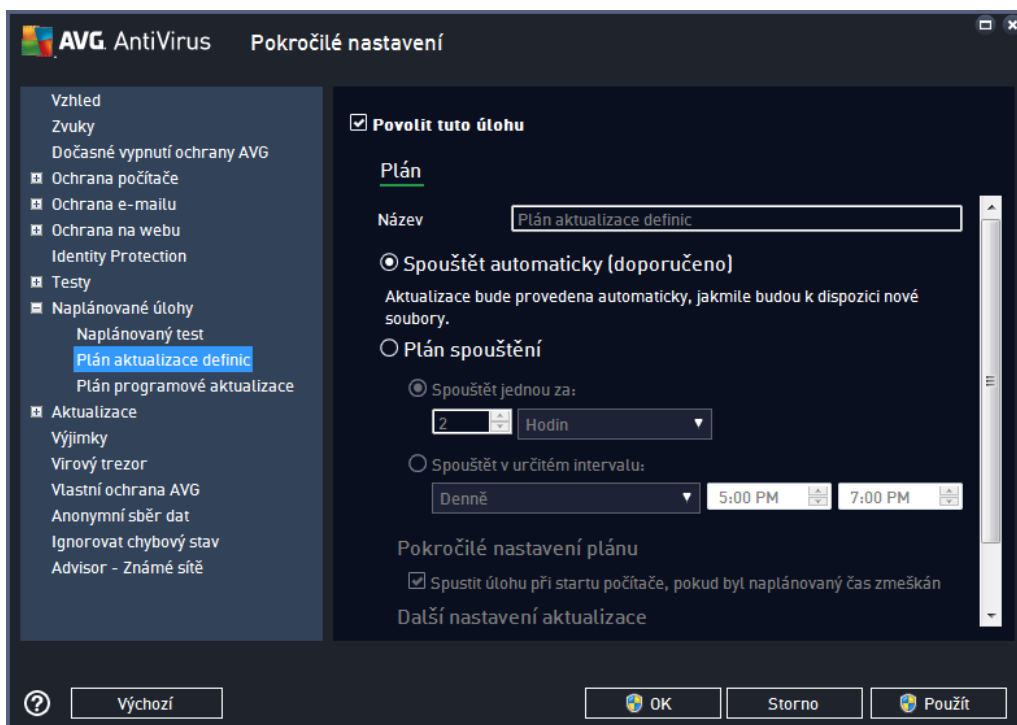 AVG. AntiVirus Pokročilé nastavení
Vzhled
Zvuky
Dočasné vypnutí ochrany AVG
Ochrana počítače
Ochrana e-mailu
Ochrana na webu
Identity Protection
Testy
Naplánované úlohy
Naplánovaný test
Plán aktualizace definic
Plán programové aktualizace
Aktualizace
Výjimky
Virový trezor
Vlastní ochrana AVG
Anonymní sběr dat
Ignorovat chybový stav
Advisor - Známé sítě
Povolit tuto úlohu
Plán
Název Plán aktualizace definic
Spouštět automaticky (doporučeno)
Aktualizace bude provedena automaticky, jakmile budou k dispozici nové
soubory.
Plán spouštění
Spouštět jednou za:
2 Hodin
Spouštět v určitém intervalu:
Denně 5:00 PM 7:00 PM
Pokročilé nastavení plánu
Spustit úlohu při startu počítače, pokud byl naplánovaný čas zmeškán
Další nastavení aktualizace
? Výchozí OK Storno Použít